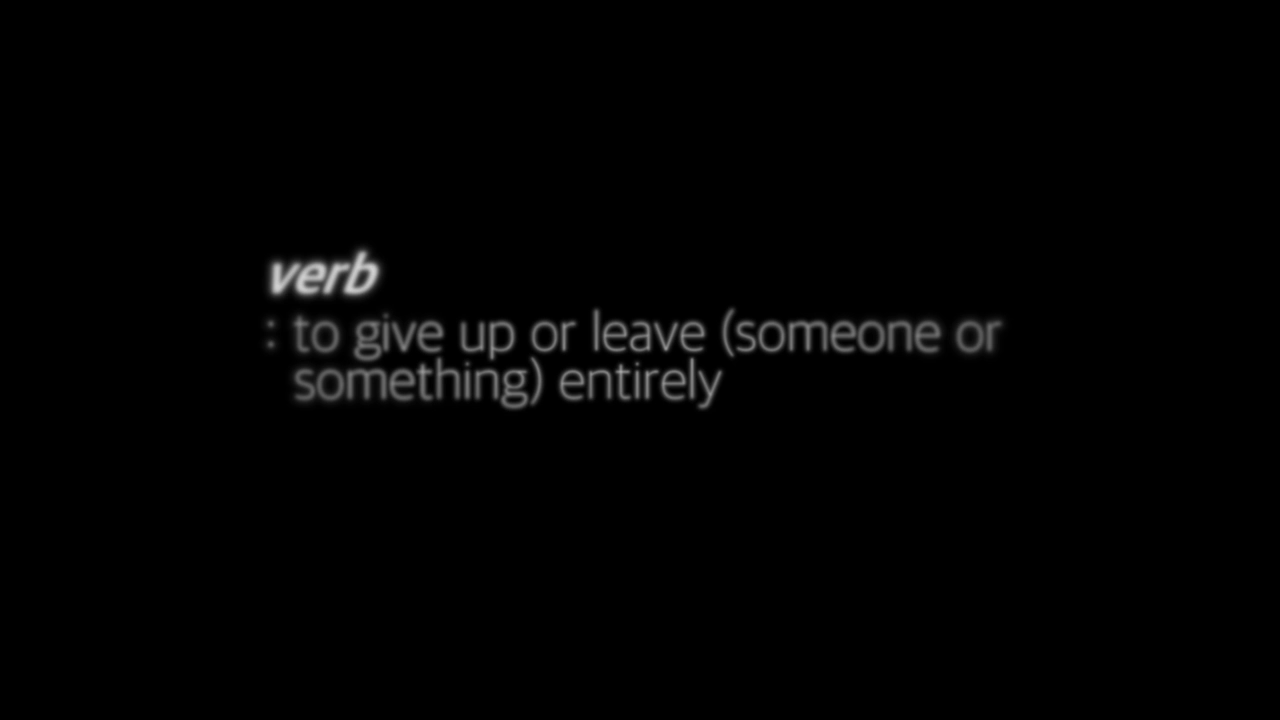 verb
: to give up or leave (someone or
something) entirely